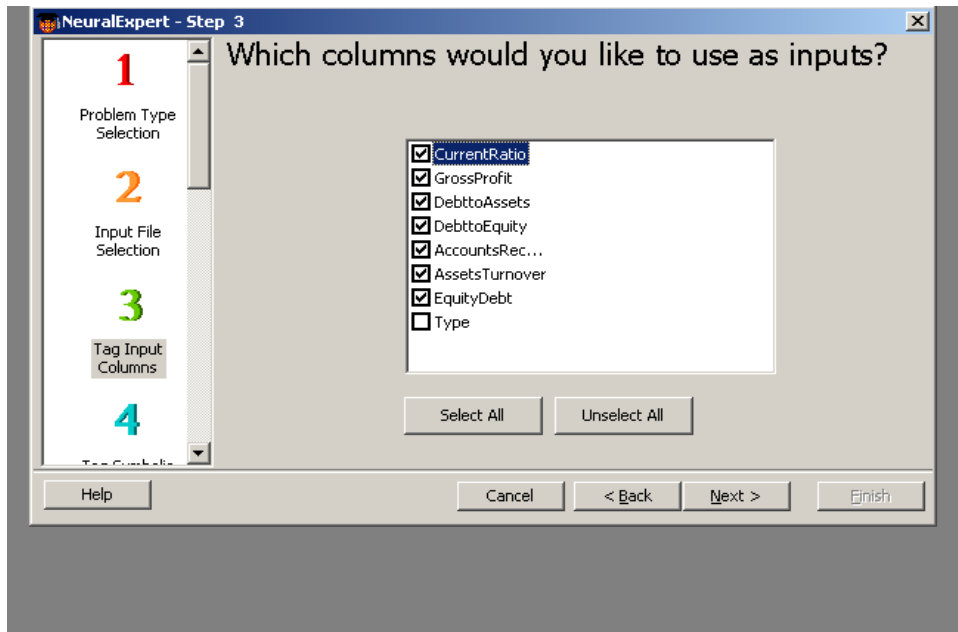 NeuralExpert - Step 3
Which columns would you like to use as inputs?
1
Problem Type
Selection
2
Input File
Selection
3
Tag Input
Columns
4
CurrentRatio
GrossProfit
DebttoAssets
DebttoEquity
AccountsRec...
AssetsTurnover
EquityDebt
Type
Select All
Unselect All
Help
Cancel
< Back
Next >
Finish